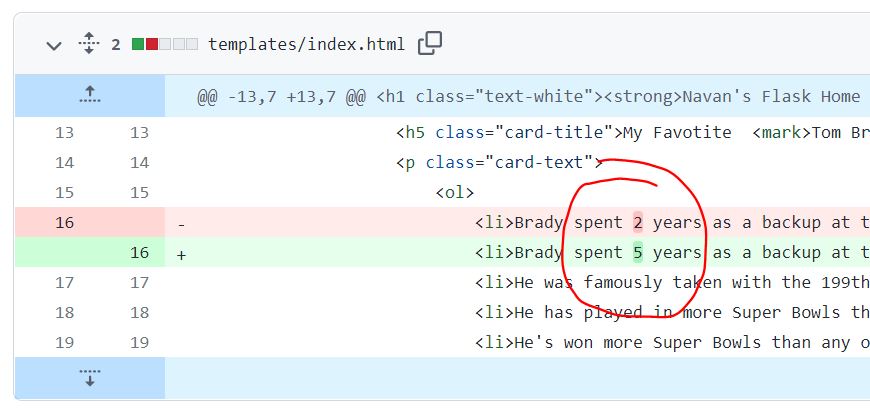 2 templates/index.html
@@ -13,7 +13,7 @@ <h1 class="text-white"><strong>Navan's Flask Home
13 13 <h5 class="card-title">My Favotite <mark>Tom Br
14 14 <p class="card-text">
15 15 <ol>
16 - <li>Brady spent 2 years as a backup at t
16 + <li>Brady spent 5 years as a backup at t
17 17 <li>He was famously taken with the 199th
18 18 <li>He has played in more Super Bowls th
19 19 <li>He's won more Super Bowls than any o